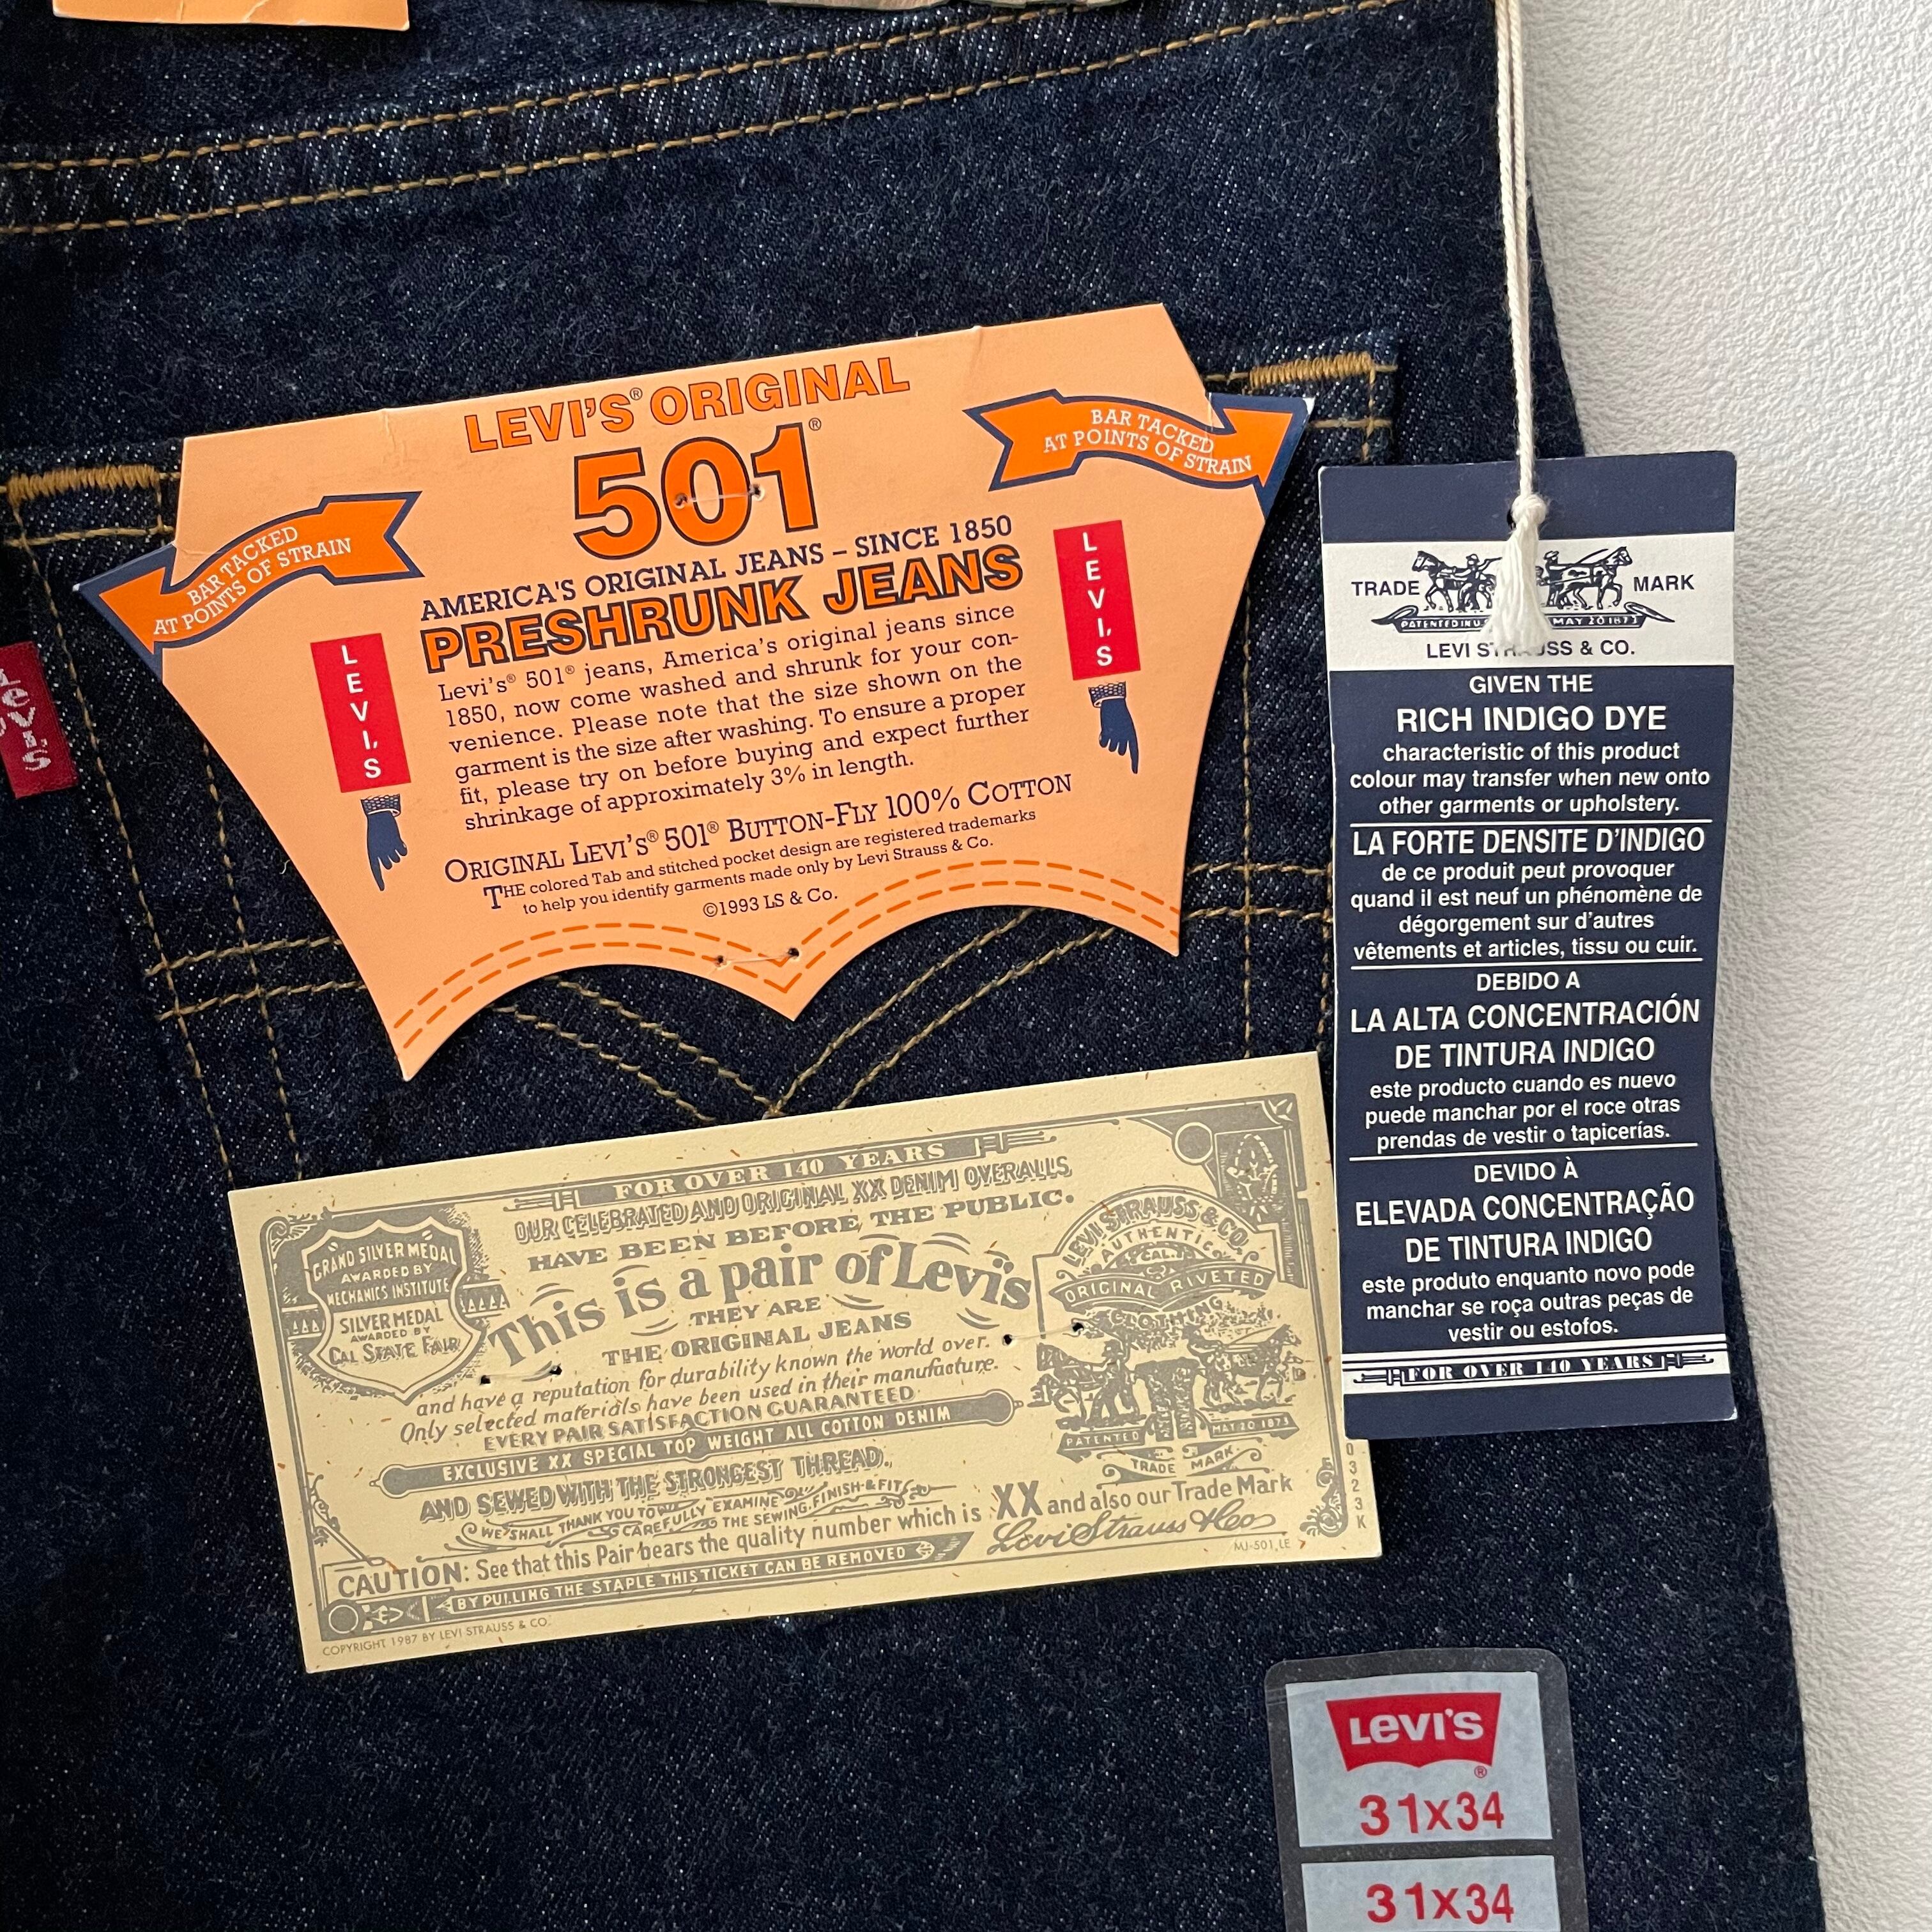 LEVI'S® ORIGINAL
501®
AMERICA'S ORIGINAL JEANS – SINCE 1850
PRESHRUNK JEANS
Levi's® 501® jeans, America's original jeans since
1850, now come washed and shrunk for your con-
venience. Please note that the size shown on the
garment is the size after washing. To ensure a proper
fit, please try on before buying and expect further
shrinkage of approximately 3% in length.
ORIGINAL LEVI'S® 501® BUTTON-FLY 100% COTTON
THE colored Tab and stitched pocket design are registered trademarks
to help you identify garments made only by Levi Strauss & Co.
©1993 LS & Co.
BAR TACKED
AT POINTS OF STRAIN
BAR TACKED
AT POINTS OF STRAIN
LEVI'S
LEVI'S
LEVI'S
TRADE MARK
PATENTED IN U. MAY 20 1873
LEVI STRAUSS & CO.
GIVEN THE
RICH INDIGO DYE
characteristic of this product
colour may transfer when new onto
other garments or upholstery.
LA FORTE DENSITE D'INDIGO
de ce produit peut provoquer
quand il est neuf un phénomène de
dégorgement sur d'autres
vêtements et articles, tissu ou cuir.
DEBIDO A
LA ALTA CONCENTRACIÓN
DE TINTURA INDIGO
este producto cuando es nuevo
puede manchar por el roce otras
prendas de vestir o tapicerías.
DEVIDO À
ELEVADA CONCENTRAÇÃO
DE TINTURA INDIGO
este produto enquanto novo pode
manchar se roça outras peças de
vestir ou estofos.
FOR OVER 140 YEARS
FOR OVER 140 YEARS
OUR CELEBRATED AND ORIGINAL XX DENIM OVERALLS
HAVE BEEN BEFORE THE PUBLIC.
This is a pair of Levi's
THEY ARE
THE ORIGINAL JEANS
and have a reputation for durability known the world over.
Only selected materials have been used in their manufacture.
EVERY PAIR SATISFACTION GUARANTEED
EXCLUSIVE XX SPECIAL TOP WEIGHT ALL COTTON DENIM
AND SEWED WITH THE STRONGEST THREAD.
WE SHALL THANK YOU TO CAREFULLY EXAMINE THE SEWING, FINISH & FIT
CAUTION: See that this Pair bears the quality number which is XX and also our Trade Mark
BY PULLING THE STAPLE THIS TICKET CAN BE REMOVED
Levi Strauss & Co
MJ-501,LE
COPYRIGHT 1987 BY LEVI STRAUSS & CO.
GRAND SILVER MEDAL
AWARDED BY
MECHANICS INSTITUTE
SILVER MEDAL
AWARDED BY
CAL STATE FAIR
LEVI STRAUSS & CO.
AUTHENTIC
CAL.
ORIGINAL RIVETED
CLOTHING
PATENTED MAY 20 1873
TRADE MARK
0-323K
LEVI'S®
31x34
31x34